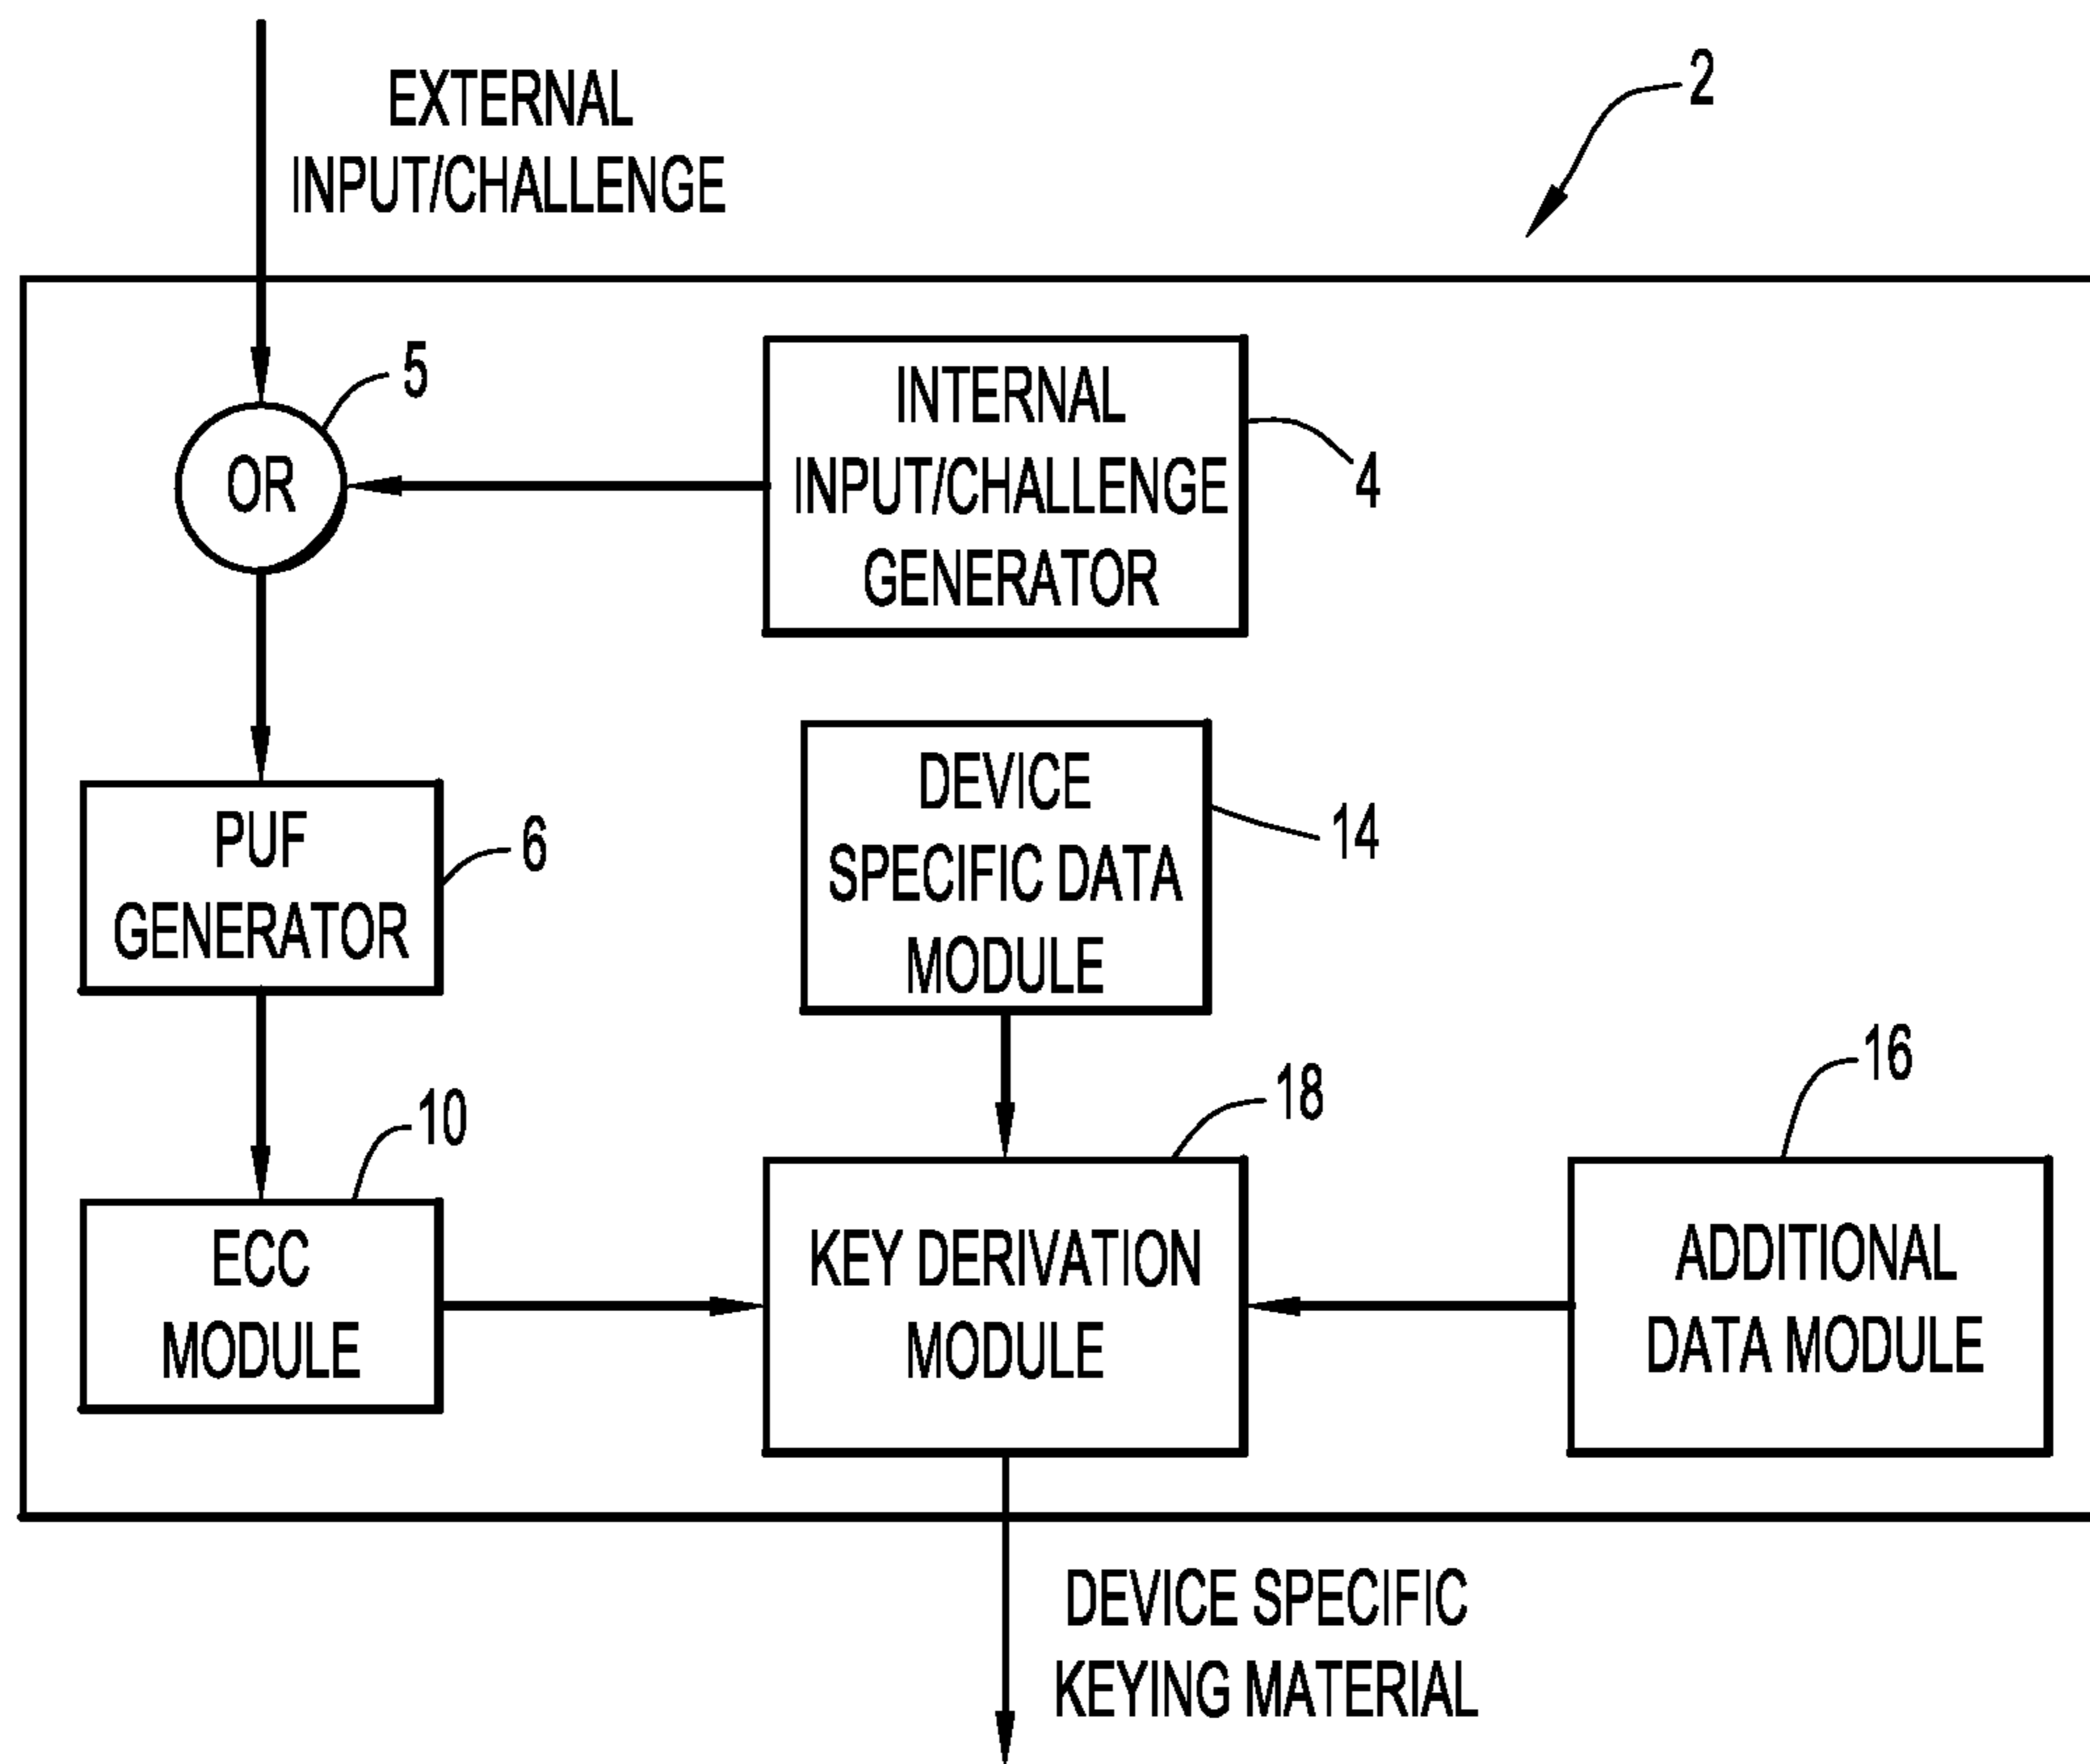 EXTERNAL
INPUT/CHALLENGE
2
5
OR
INTERNAL
INPUT/CHALLENGE
GENERATOR
4
PUF
GENERATOR
6
DEVICE
SPECIFIC DATA
MODULE
14
ECC
MODULE
10
KEY DERIVATION
MODULE
18
ADDITIONAL
DATA MODULE
16
DEVICE SPECIFIC
KEYING MATERIAL